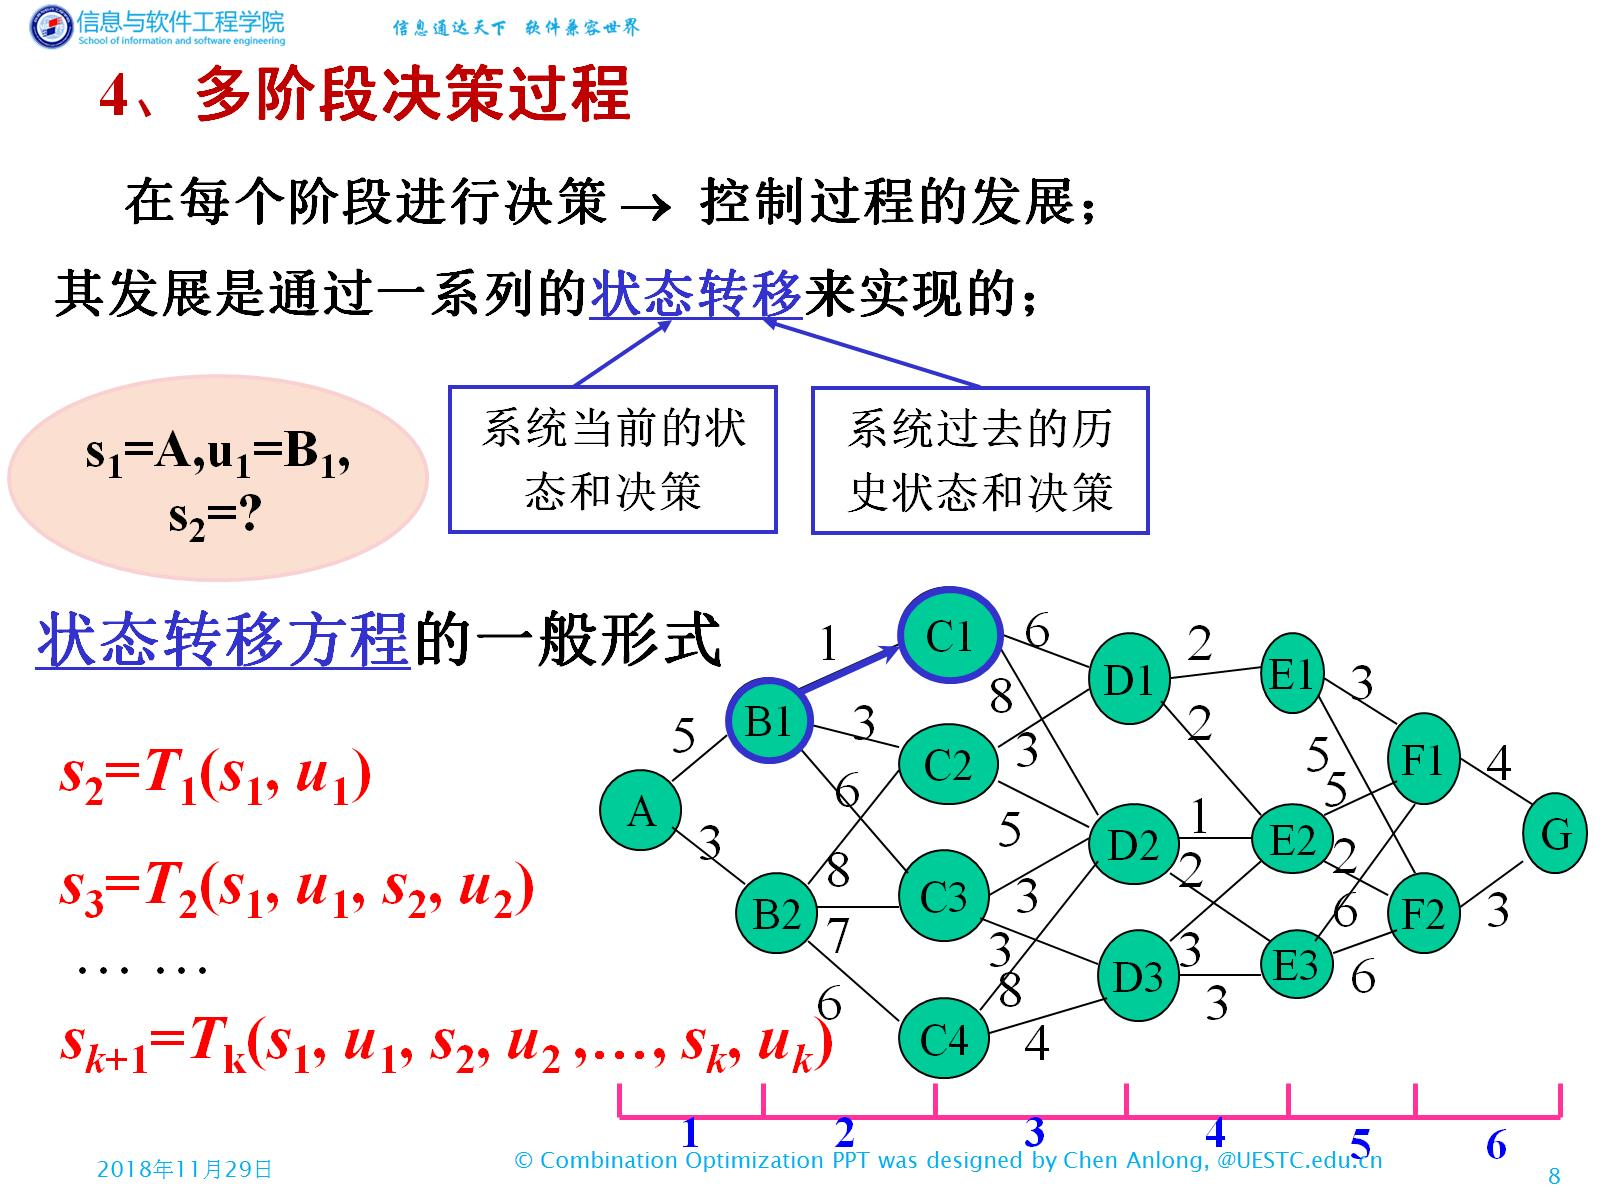 信息与软件工程学院
School of information and software engineering
信息通达天下 软件兼容世界
4、多阶段决策过程
在每个阶段进行决策 → 控制过程的发展；
其发展是通过一系列的状态转移来实现的；
s1=A,u1=B1,
s2=?
系统当前的状
态和决策
系统过去的历
史状态和决策
状态转移方程的一般形式
s2=T1(s1, u1)
s3=T2(s1, u1, s2, u2)
… …
sk+1=Tk(s1, u1, s2, u2 ,…, sk, uk)
A
5
3
B1
B2
1
3
6
8
7
6
C1
C2
C3
C4
6
8
3
5
3
3
8
4
D1
D2
D3
2
2
1
2
3
3
E1
E2
E3
3
5
5
2
6
6
F1
F2
4
3
G
1 2 3 4 5 6
2018年11月29日
© Combination Optimization PPT was designed by Chen Anlong, @UESTC.edu.cn
8